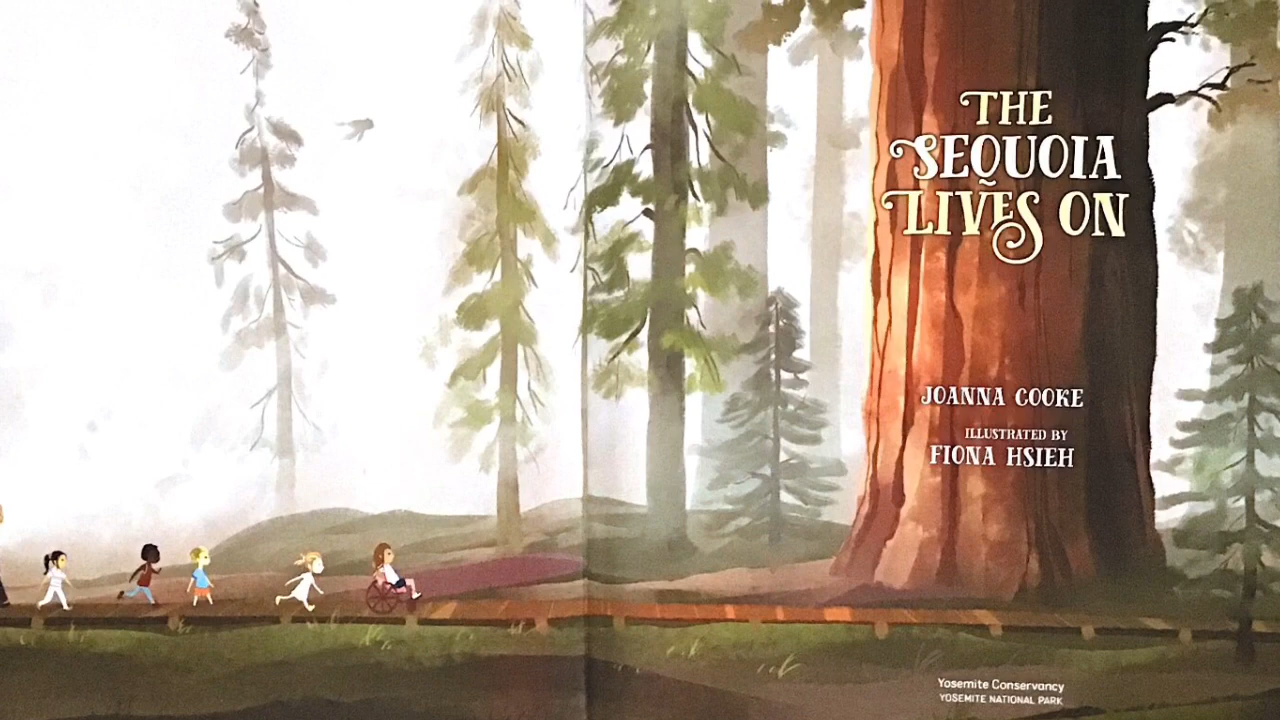 THE
SEQUOIA
LIVES ON
JOANNA COOKE
ILLUSTRATED BY
FIONA HSIEH
Yosemite Conservancy
YOSEMITE NATIONAL PARK